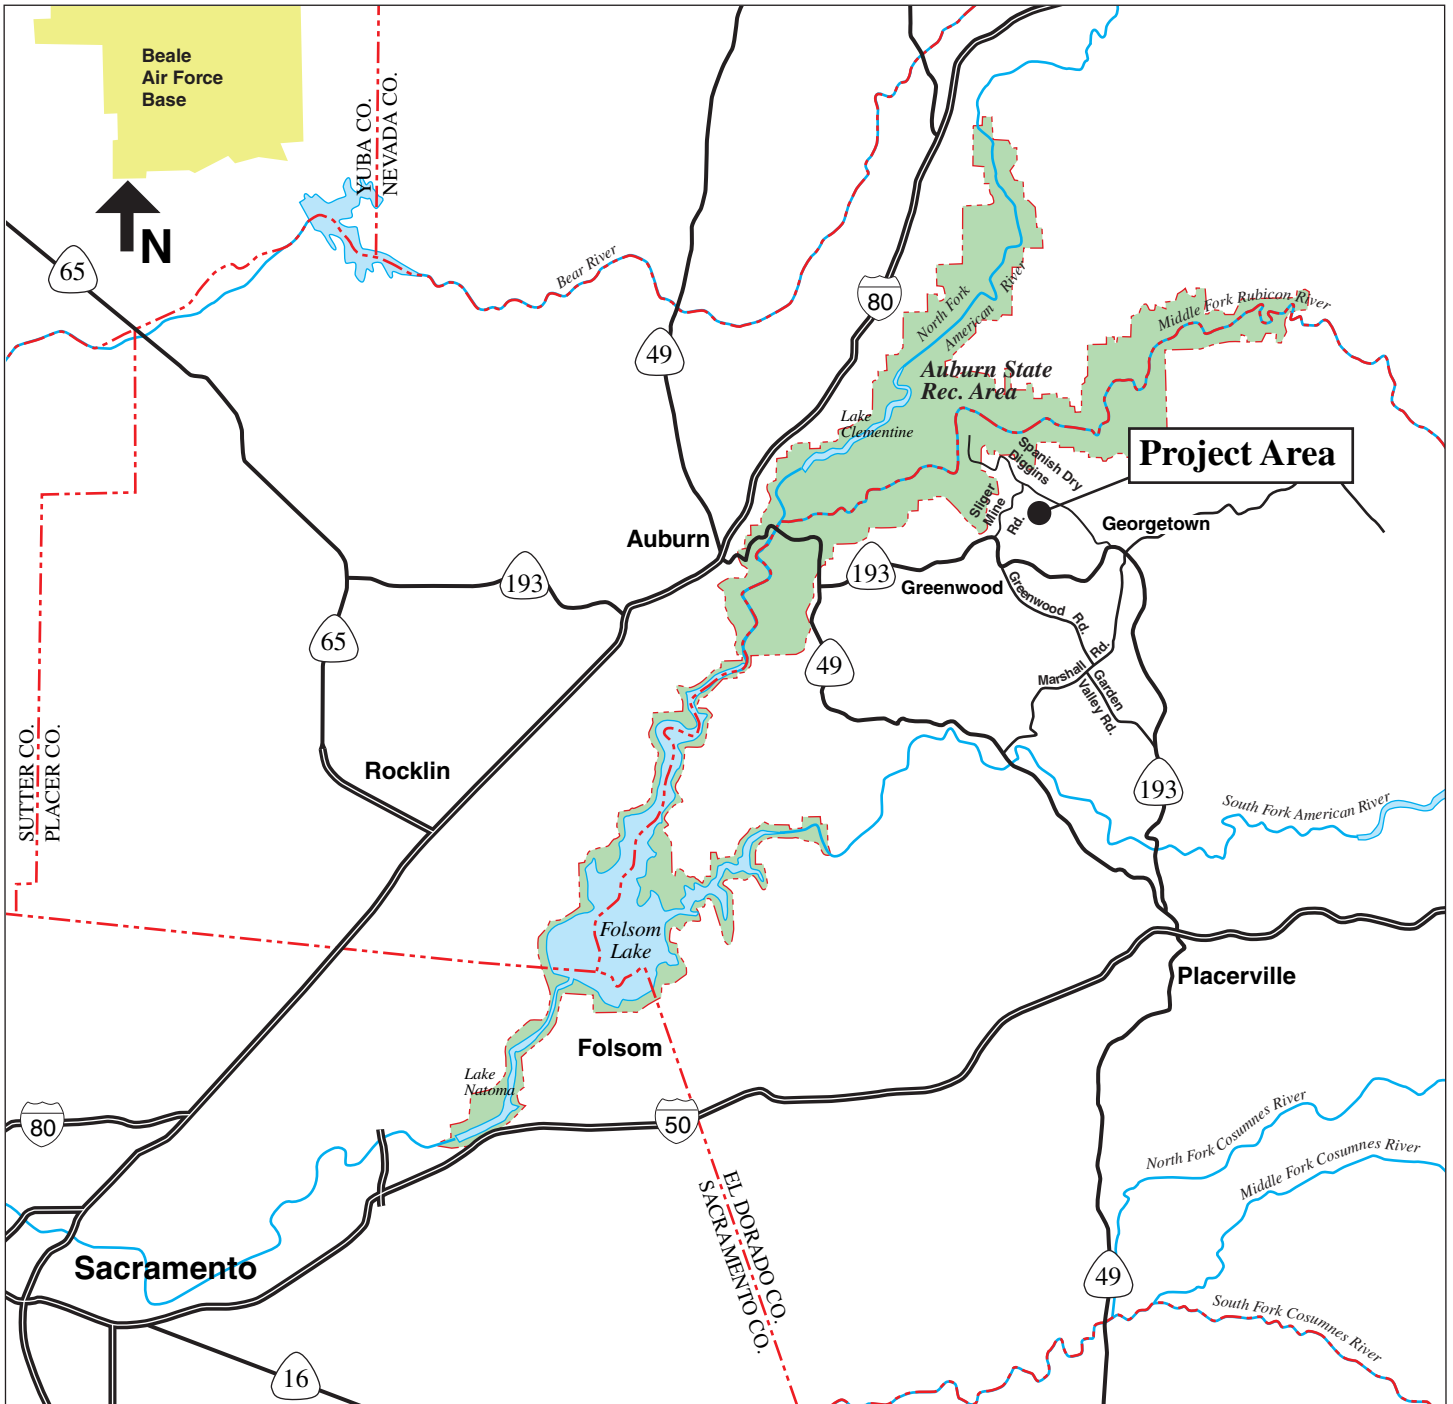 Beale
Air Force
Base
YUBA CO.
NEVADA CO.
N
65
Bear River
80
49
North Fork
American
River
Middle Fork Rubicon River
Auburn State
Rec. Area
Lake
Clementine
Project Area
Spanish Dry
Diggins
Sliger
Mine
Rd.
Georgetown
Auburn
193
193
Greenwood
Greenwood
Rd.
65
49
Marshall
Rd.
Garden
Valley Rd.
SUTTER CO.
PLACER CO.
Rocklin
193
South Fork American River
Folsom
Lake
Placerville
Folsom
Lake
Natoma
80
50
North Fork Cosumnes River
Middle Fork Cosumnes River
EL DORADO CO.
SACRAMENTO CO.
Sacramento
49
South Fork Cosumnes River
16